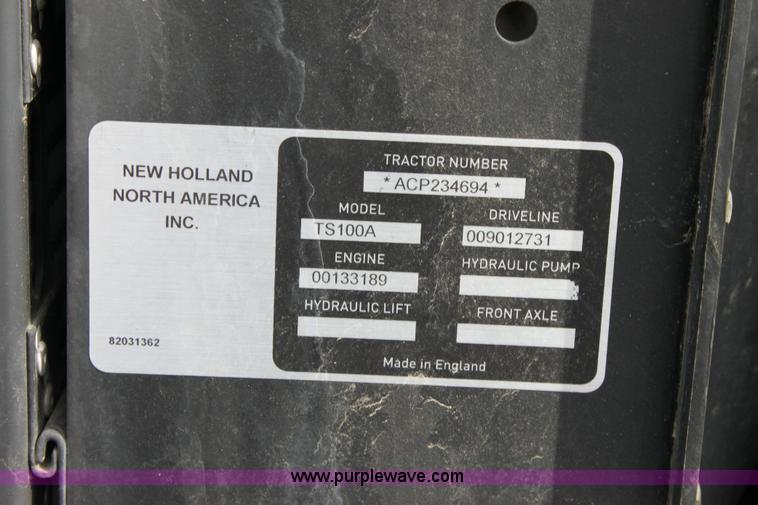 NEW HOLLAND
NORTH AMERICA
INC.
82031362
TRACTOR NUMBER
* ACP234694 *
MODEL
TS100A
DRIVELINE
009012731
ENGINE
00133189
HYDRAULIC PUMP
HYDRAULIC LIFT
FRONT AXLE
Made in England
www.purplewave.com